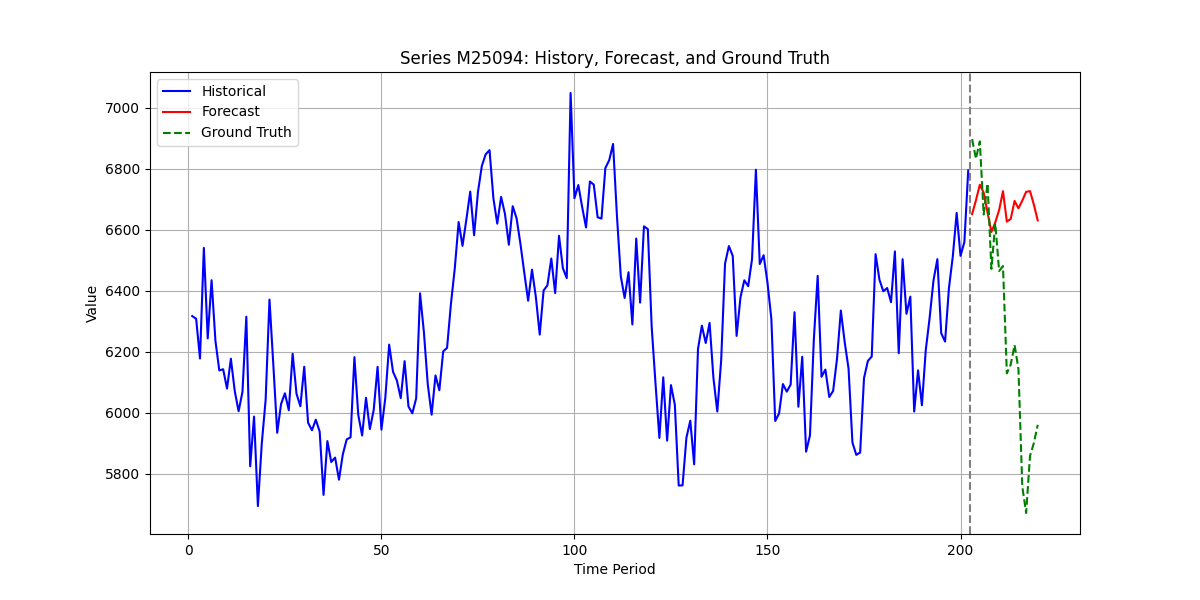 Series M25094: History, Forecast, and Ground Truth
Historical
Forecast
Ground Truth
7000
6800
6600
6400
6200
6000
5800
Value
0
50
100
150
200
Time Period